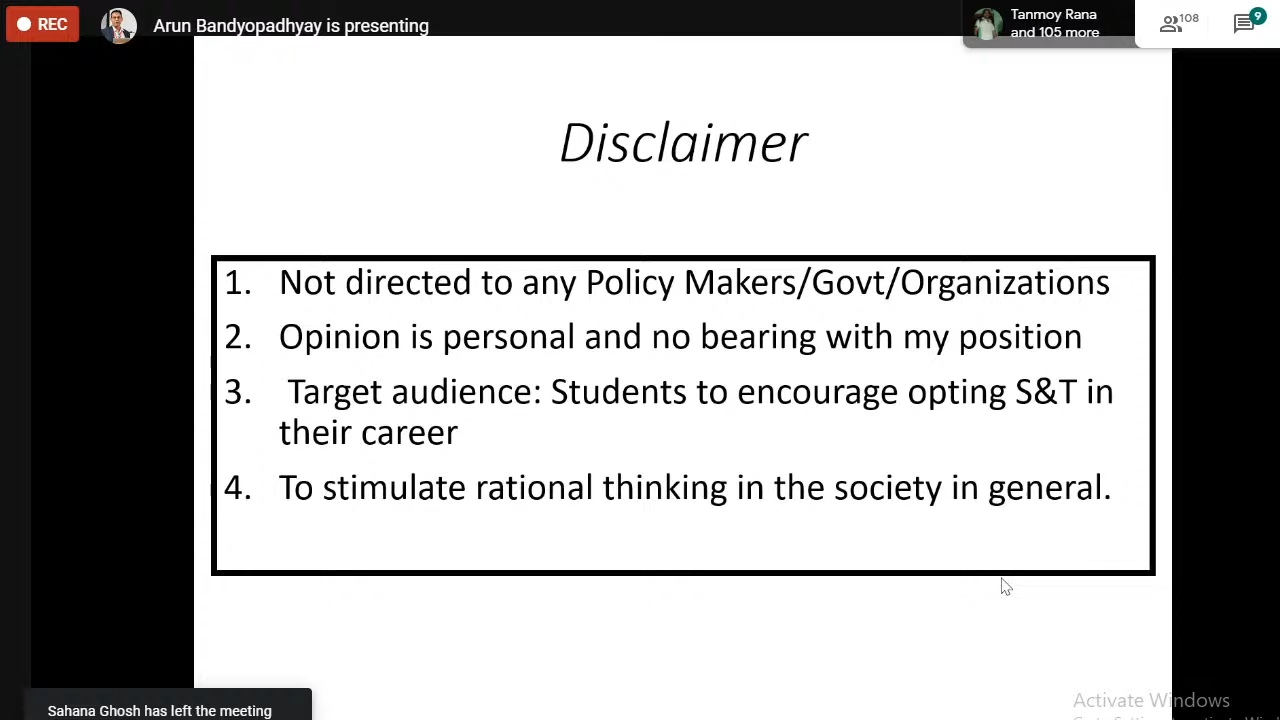 REC
Arun Bandyopadhyay is presenting
Tanmoy Rana
and 105 more
108
9
Disclaimer
1. Not directed to any Policy Makers/Govt/Organizations
2. Opinion is personal and no bearing with my position
3. Target audience: Students to encourage opting S&T in
their career
4. To stimulate rational thinking in the society in general.
Sahana Ghosh has left the meeting
Activate Windows